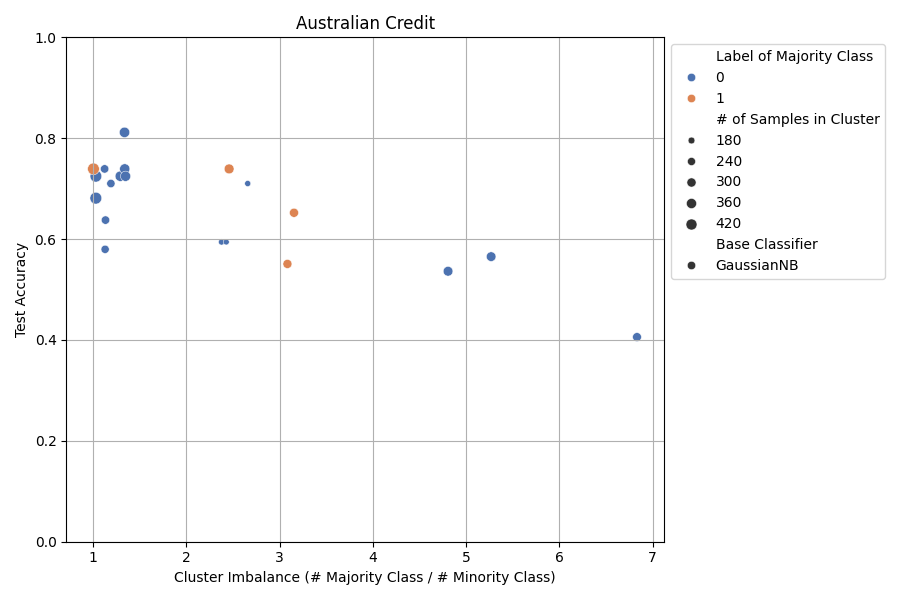 Australian Credit
1.0
0.8
0.6
0.4
0.2
0.0
Test Accuracy
1 2 3 4 5 6 7
Cluster Imbalance (# Majority Class / # Minority Class)
Label of Majority Class
0
1
# of Samples in Cluster
180
240
300
360
420
Base Classifier
GaussianNB